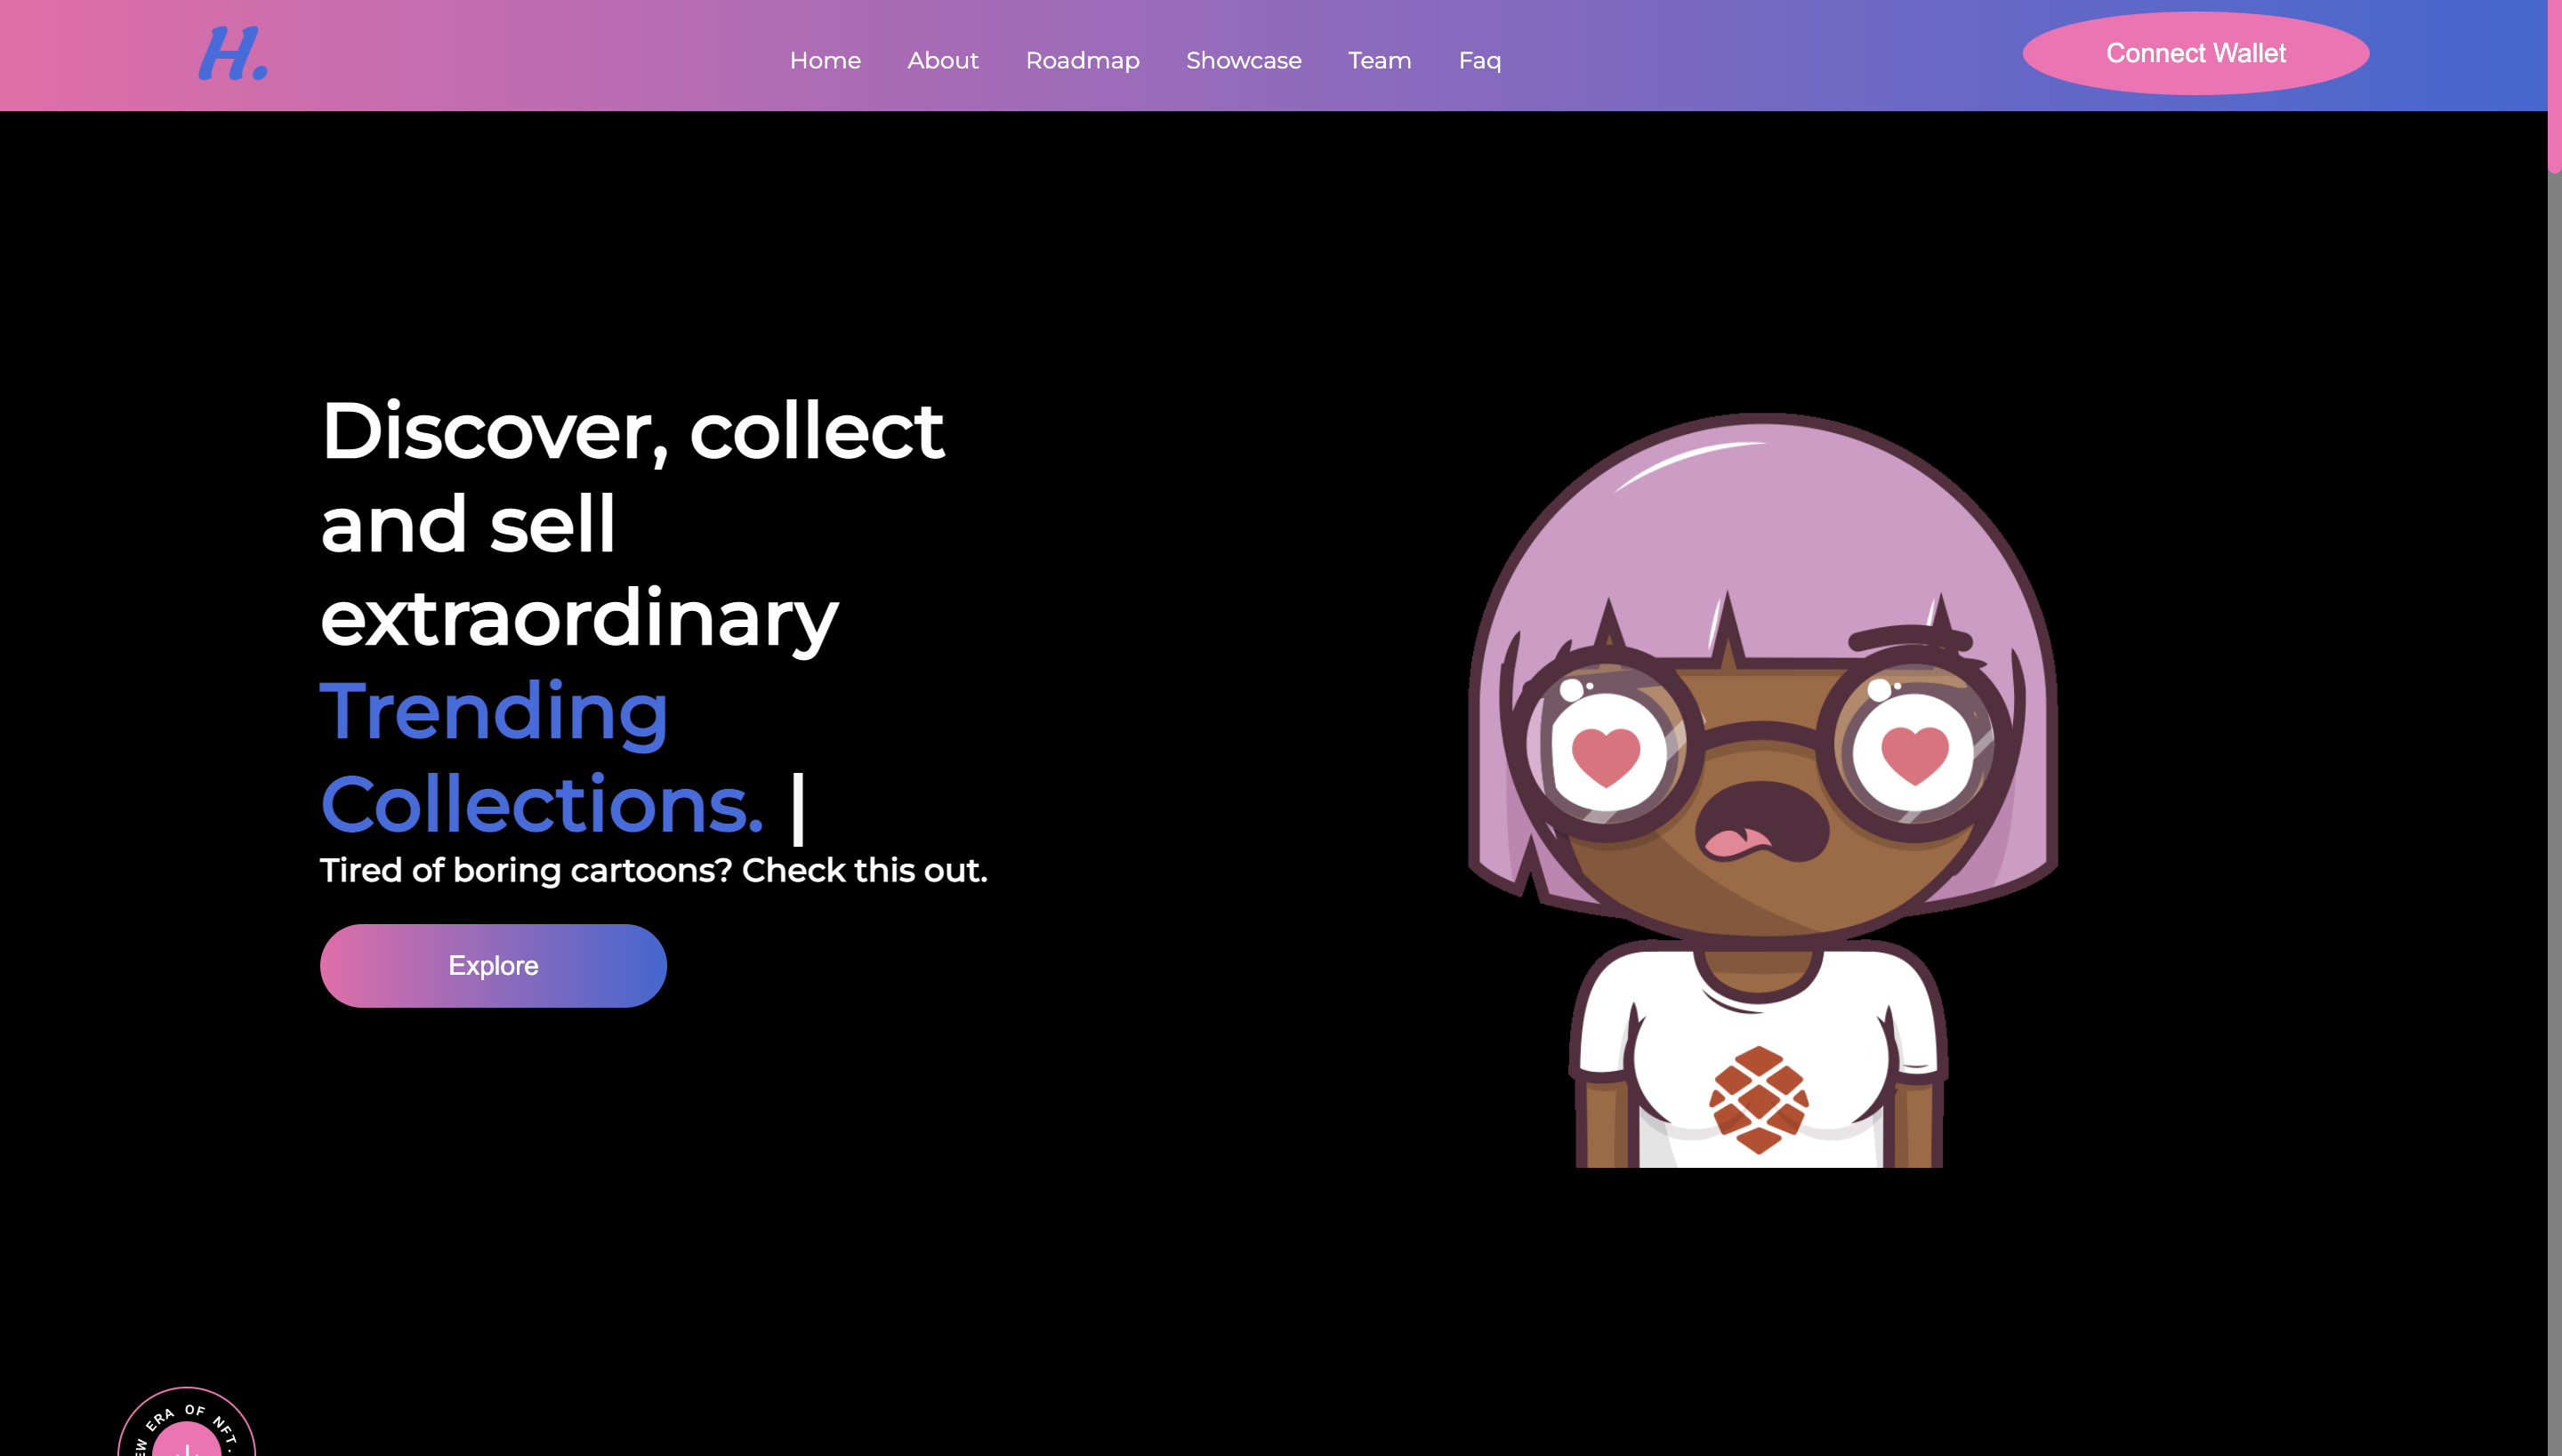 H.
Home About Roadmap Showcase Team Faq
Connect Wallet
Discover, collect
and sell
extraordinary
Trending
Collections. |
Tired of boring cartoons? Check this out.
Explore
ERA OF NFT ·